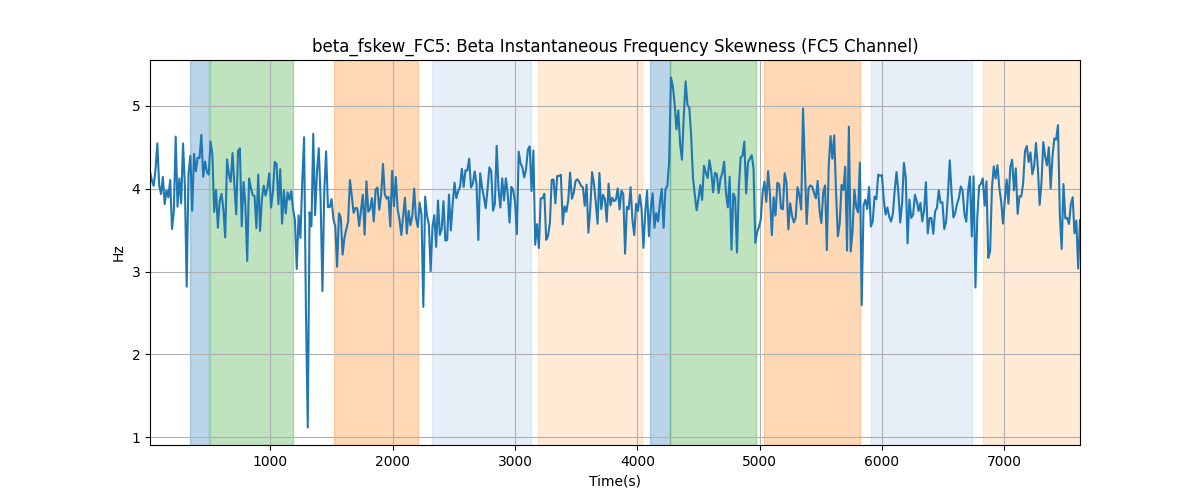 beta_fskew_FC5: Beta Instantaneous Frequency Skewness (FC5 Channel)
5
4
3
2
1
Hz
1000 2000 3000 4000 5000 6000 7000
Time(s)